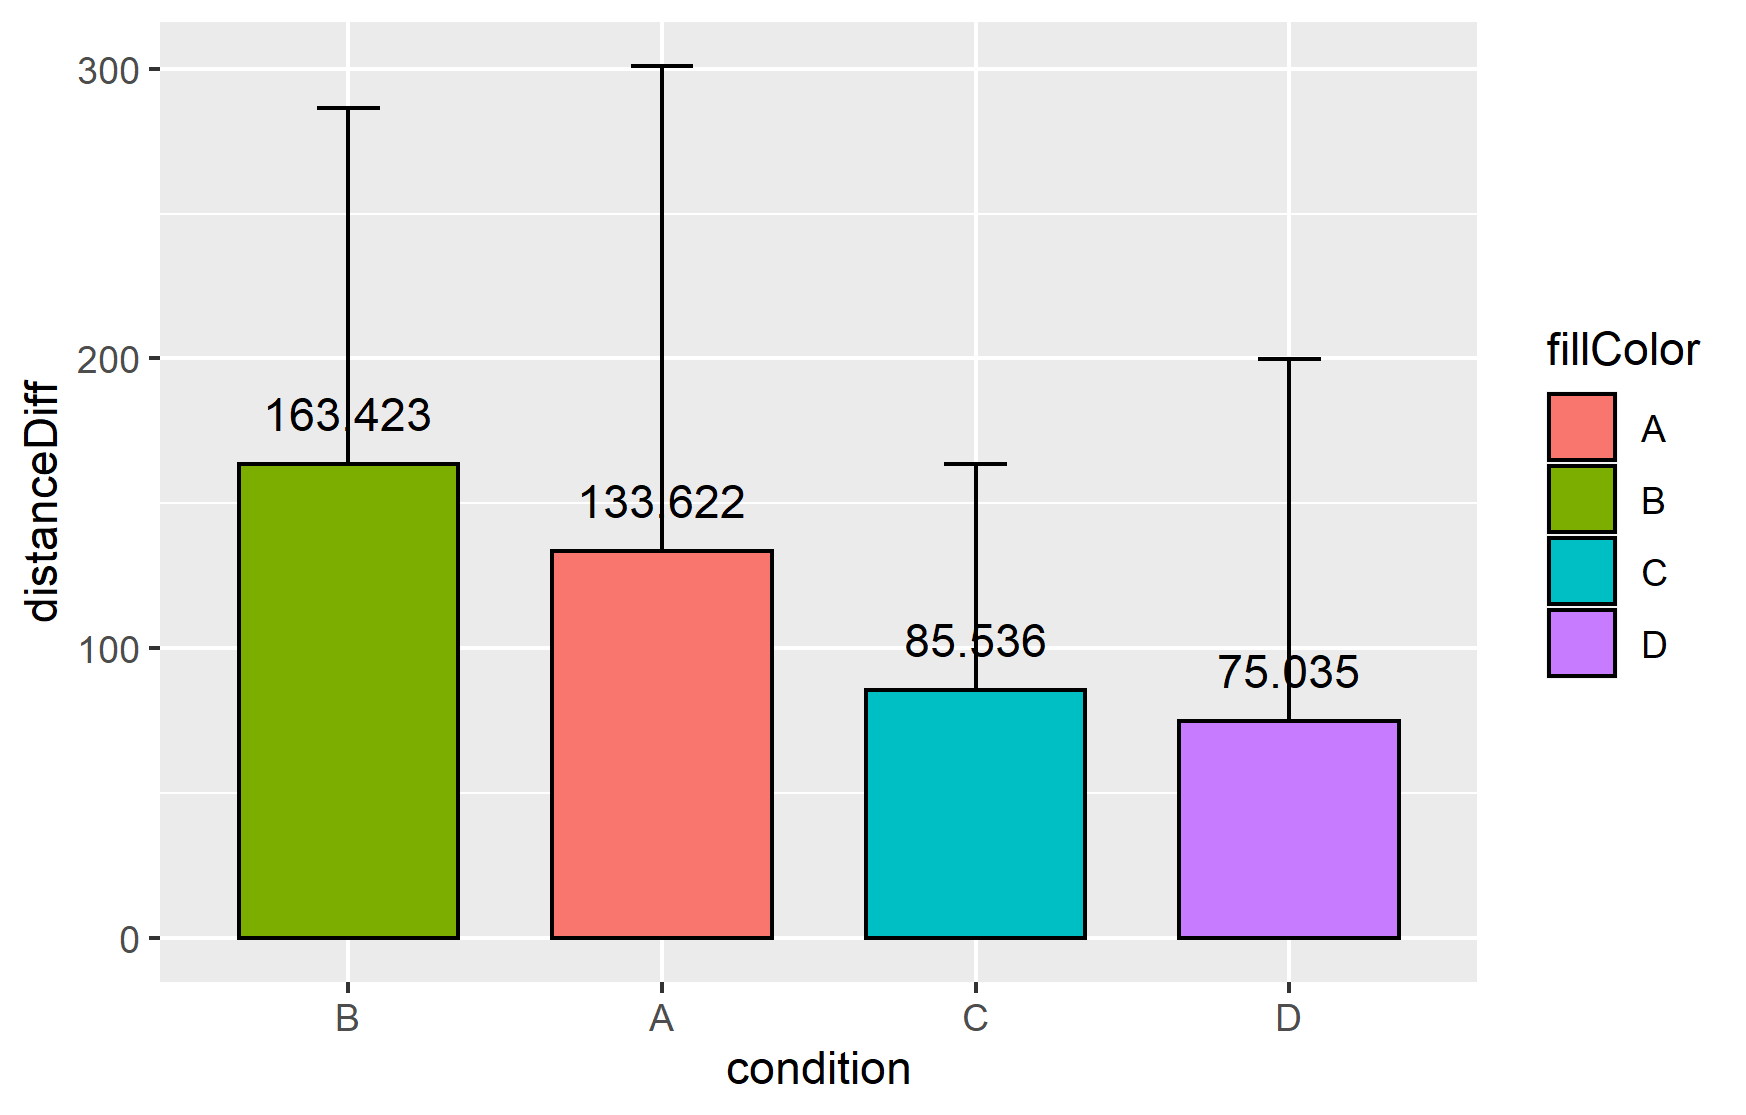 distanceDiff
300
200
100
0
163.423
133.622
85.536
75.035
B
A
C
D
condition
fillColor
A
B
C
D